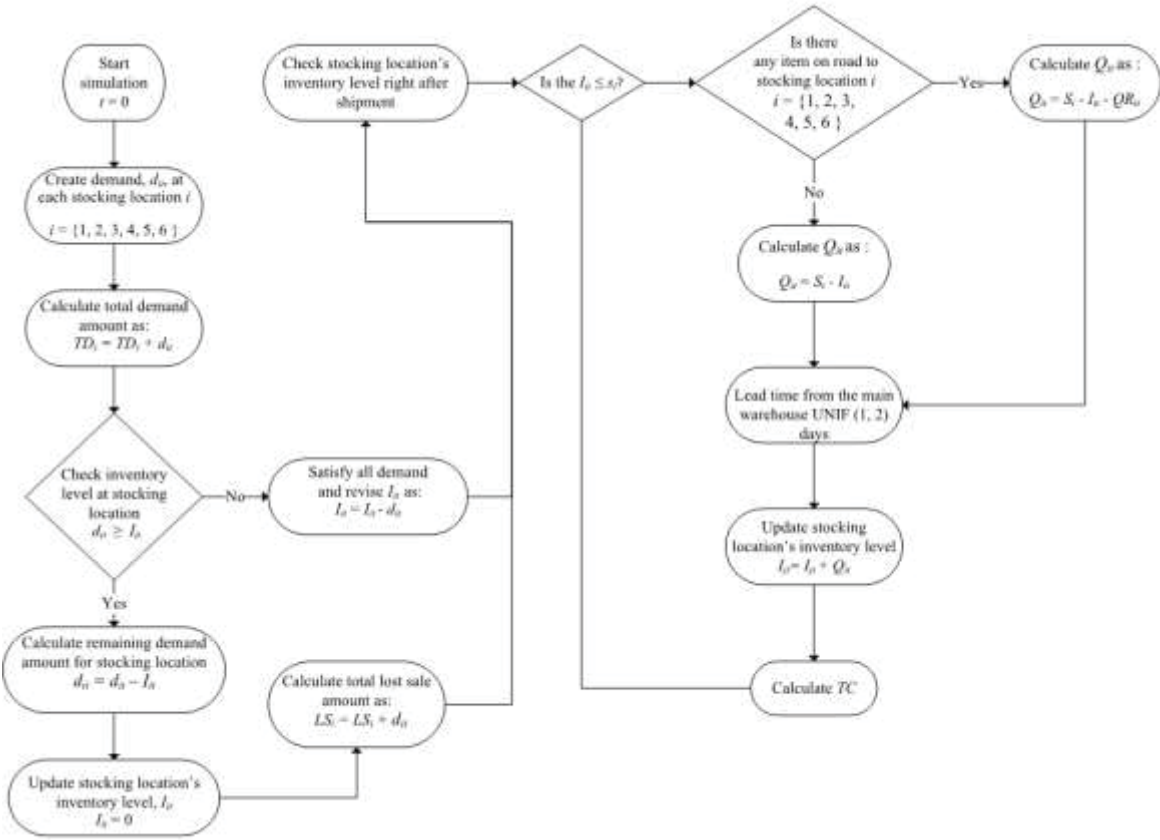 Start
simulation
t = 0
Create demand, dit, at
each stocking location i
i = {1, 2, 3, 4, 5, 6 }
Calculate total demand
amount as:
TDi = TDi + dit
Check inventory
level at stocking
location
dit ≥ Iit
No
Yes
Satisfy all demand
and revise Iit as:
Iit = Iit - dit
Calculate remaining demand
amount for stocking location
dit = dit – Iit
Update stocking location's
inventory level, Iit
Iit = 0
Calculate total lost sale
amount as:
LSi = LSi + dit
Check stocking location's
inventory level right after
shipment
Is the Iit ≤ si?
Is there
any item on road to
stocking location i
i = {1, 2, 3,
4, 5, 6 }
Yes
Calculate Qit as :
Qit = Si - Iit - QRit
No
Calculate Qit as :
Qit = Si - Iit
Lead time from the main
warehouse UNIF (1, 2)
days
Update stocking
location's inventory level
Iit = Iit + Qit
Calculate TC